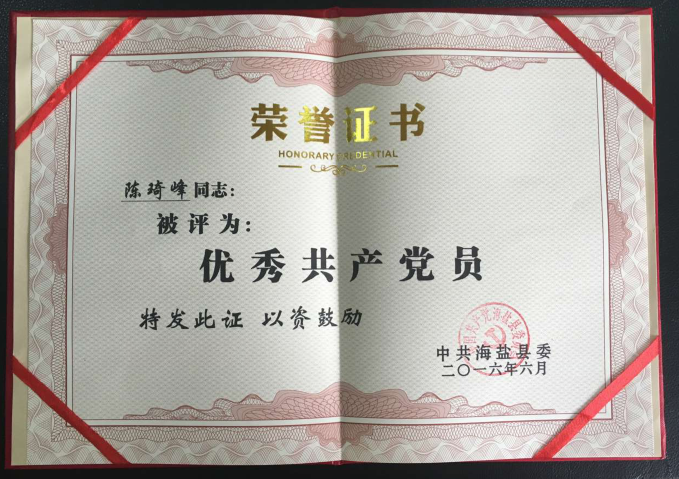 荣誉证书
HONORARY CREDENTIAL
陈琦峰同志：
被评为：
优秀共产党员
特发此证 以资鼓励
中共海盐县委
二〇一六年六月